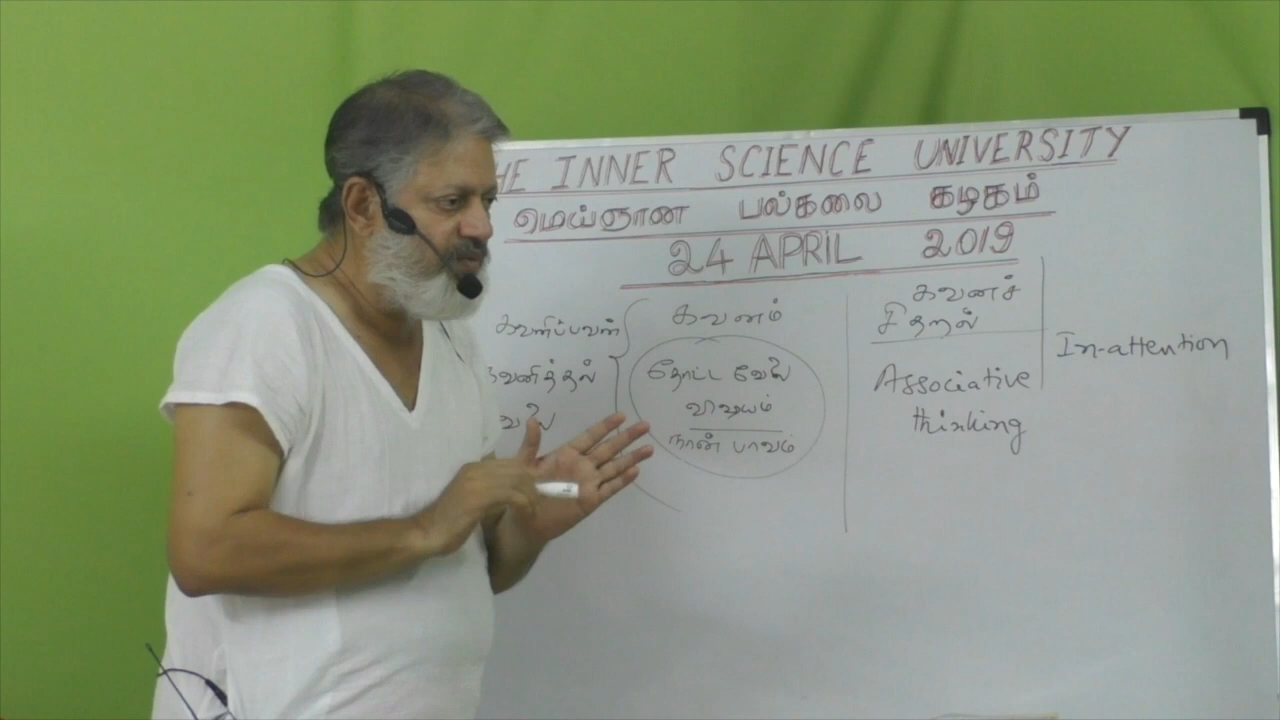 HE INNER SCIENCE UNIVERSITY
மெய்ஞான பல்கலை கழகம்
24 APRIL 2019
கவனிப்பவன்
வனித்தல்
கவனம்
தோட்ட வேலை
விஷயம்
நான் பாவம்
கவனச்
சிதறல்
Associative
thinking
In-attention